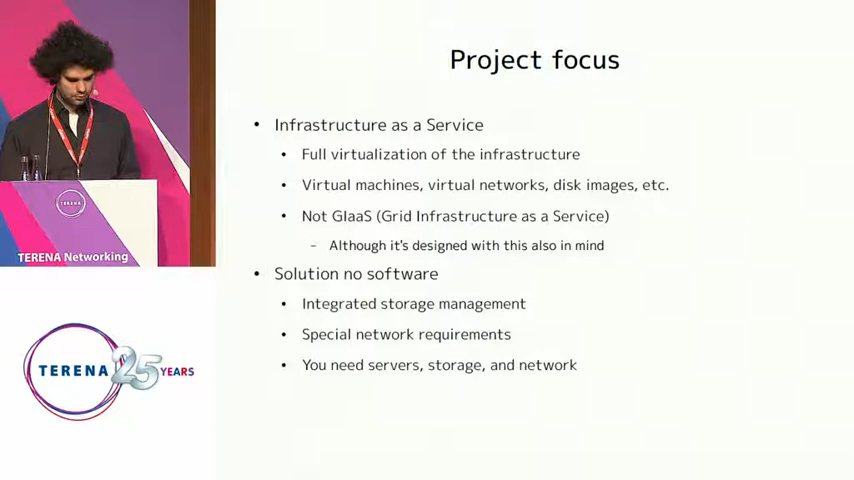 Project focus
• Infrastructure as a Service
• Full virtualization of the infrastructure
• Virtual machines, virtual networks, disk images, etc.
• Not GIaaS (Grid Infrastructure as a Service)
– Although it's designed with this also in mind
• Solution no software
• Integrated storage management
• Special network requirements
• You need servers, storage, and network
TERENA
TERENA Networking
TERENA 25 YEARS